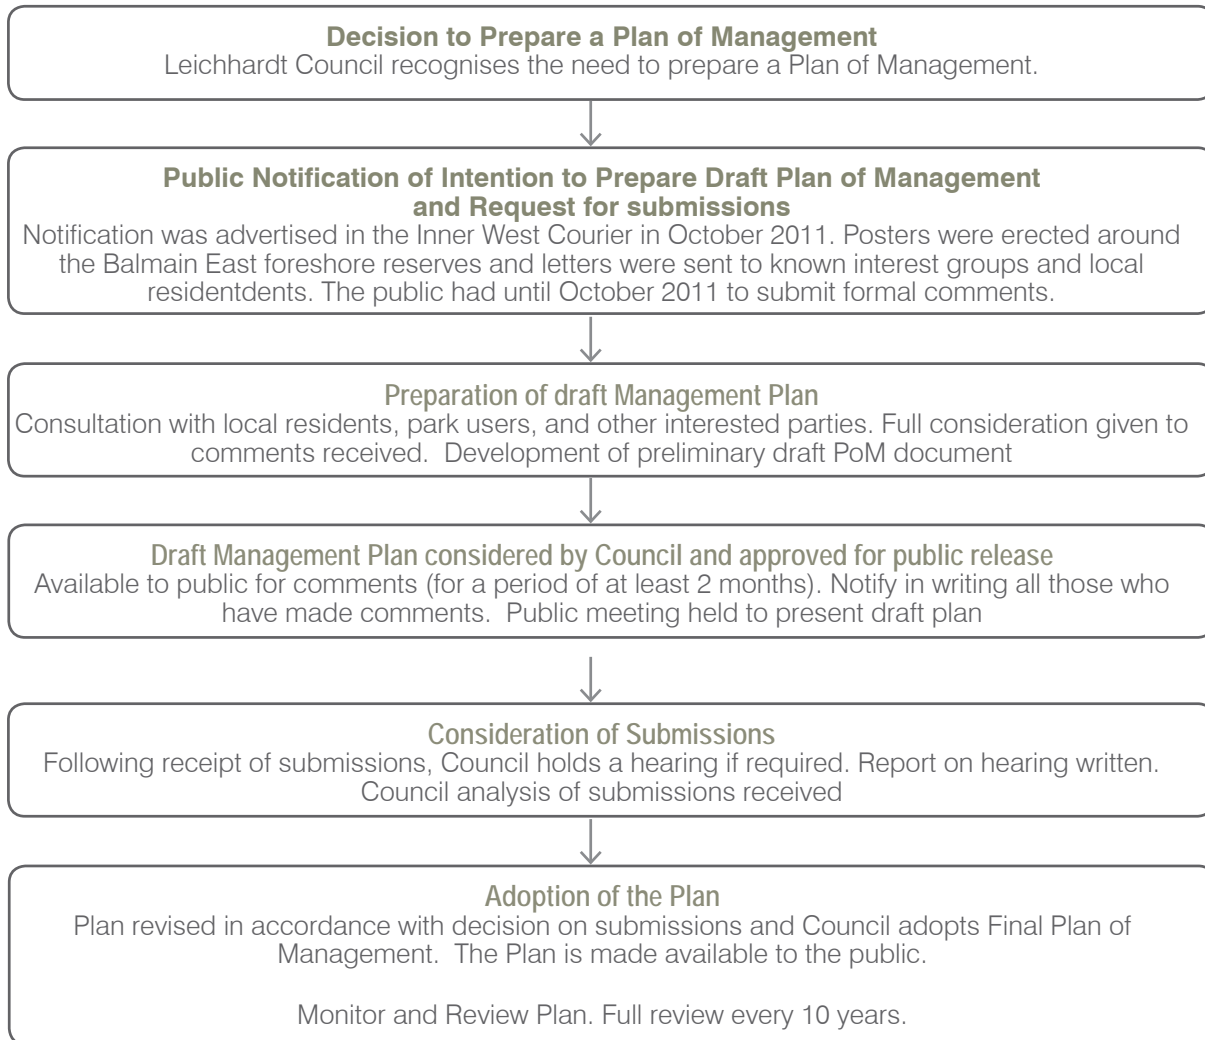 Decision to Prepare a Plan of Management
Leichhardt Council recognises the need to prepare a Plan of Management.
Public Notification of Intention to Prepare Draft Plan of Management
and Request for submissions
Notification was advertised in the Inner West Courier in October 2011. Posters were erected around
the Balmain East foreshore reserves and letters were sent to known interest groups and local
residentdents. The public had until October 2011 to submit formal comments.
Preparation of draft Management Plan
Consultation with local residents, park users, and other interested parties. Full consideration given to
comments received.  Development of preliminary draft PoM document
Draft Management Plan considered by Council and approved for public release
Available to public for comments (for a period of at least 2 months). Notify in writing all those who
have made comments.  Public meeting held to present draft plan
Consideration of Submissions
Following receipt of submissions, Council holds a hearing if required. Report on hearing written.
Council analysis of submissions received
Adoption of the Plan
Plan revised in accordance with decision on submissions and Council adopts Final Plan of
Management.  The Plan is made available to the public.
Monitor and Review Plan. Full review every 10 years.